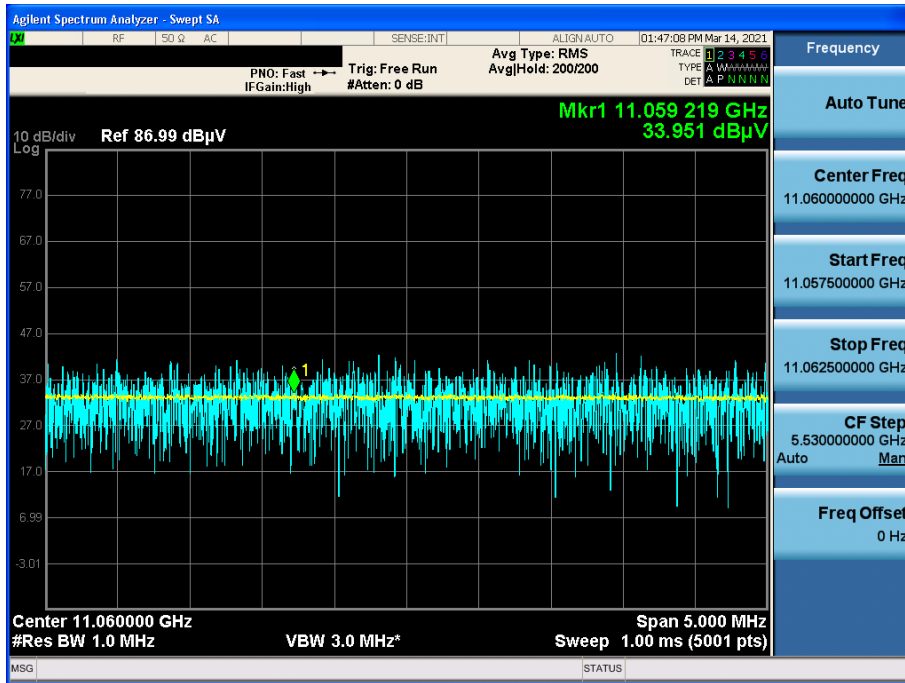 Agilent Spectrum Analyzer - Swept SA
LXI RF 50 Ω AC SENSE:INT ALIGN AUTO 01:47:08 PM Mar 14, 2021
PNO: Fast Trig: Free Run Avg Type: RMS TRACE 1 2 3 4 5 6
IFGain:High #Atten: 0 dB Avg|Hold: 200/200 TYPE A WWWWWW
DET A P N N N N
Mkr1 11.059 219 GHz
33.951 dBµV
10 dB/div Ref 86.99 dBµV
Log
77.0
67.0
57.0
47.0
37.0
27.0
17.0
6.99
-3.01
1
Center 11.060000 GHz Span 5.000 MHz
#Res BW 1.0 MHz VBW 3.0 MHz* Sweep 1.00 ms (5001 pts)
MSG STATUS
Frequency
Auto Tune
Center Freq
11.060000000 GHz
Start Freq
11.057500000 GHz
Stop Freq
11.062500000 GHz
CF Step
5.530000000 GHz
Auto Man
Freq Offset
0 Hz